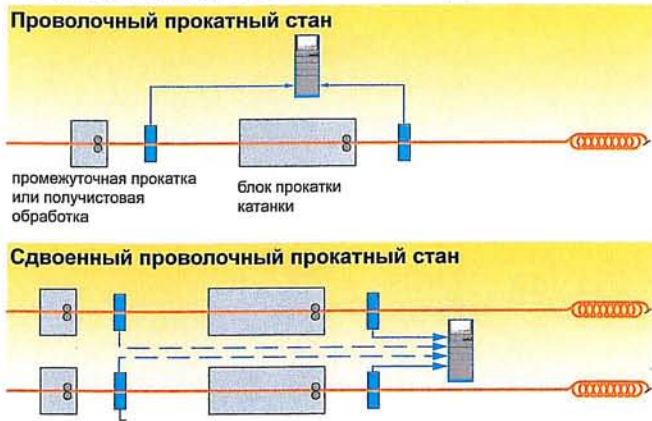 Проволочный прокатный стан
промежуточная прокатка
или получистовая
обработка
блок прокатки
катанки
Сдвоенный проволочный прокатный стан